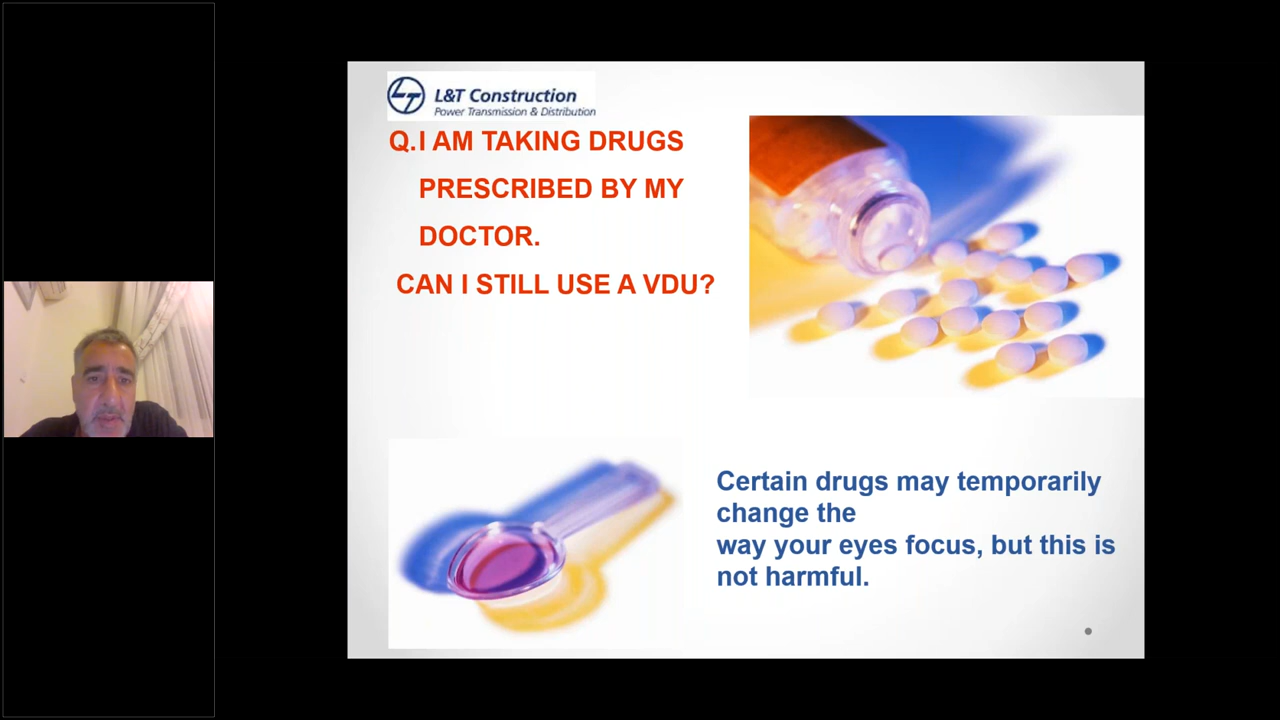 L&T Construction
Power Transmission & Distribution
Q.I AM TAKING DRUGS
PRESCRIBED BY MY
DOCTOR.
CAN I STILL USE A VDU?
Certain drugs may temporarily
change the
way your eyes focus, but this is
not harmful.